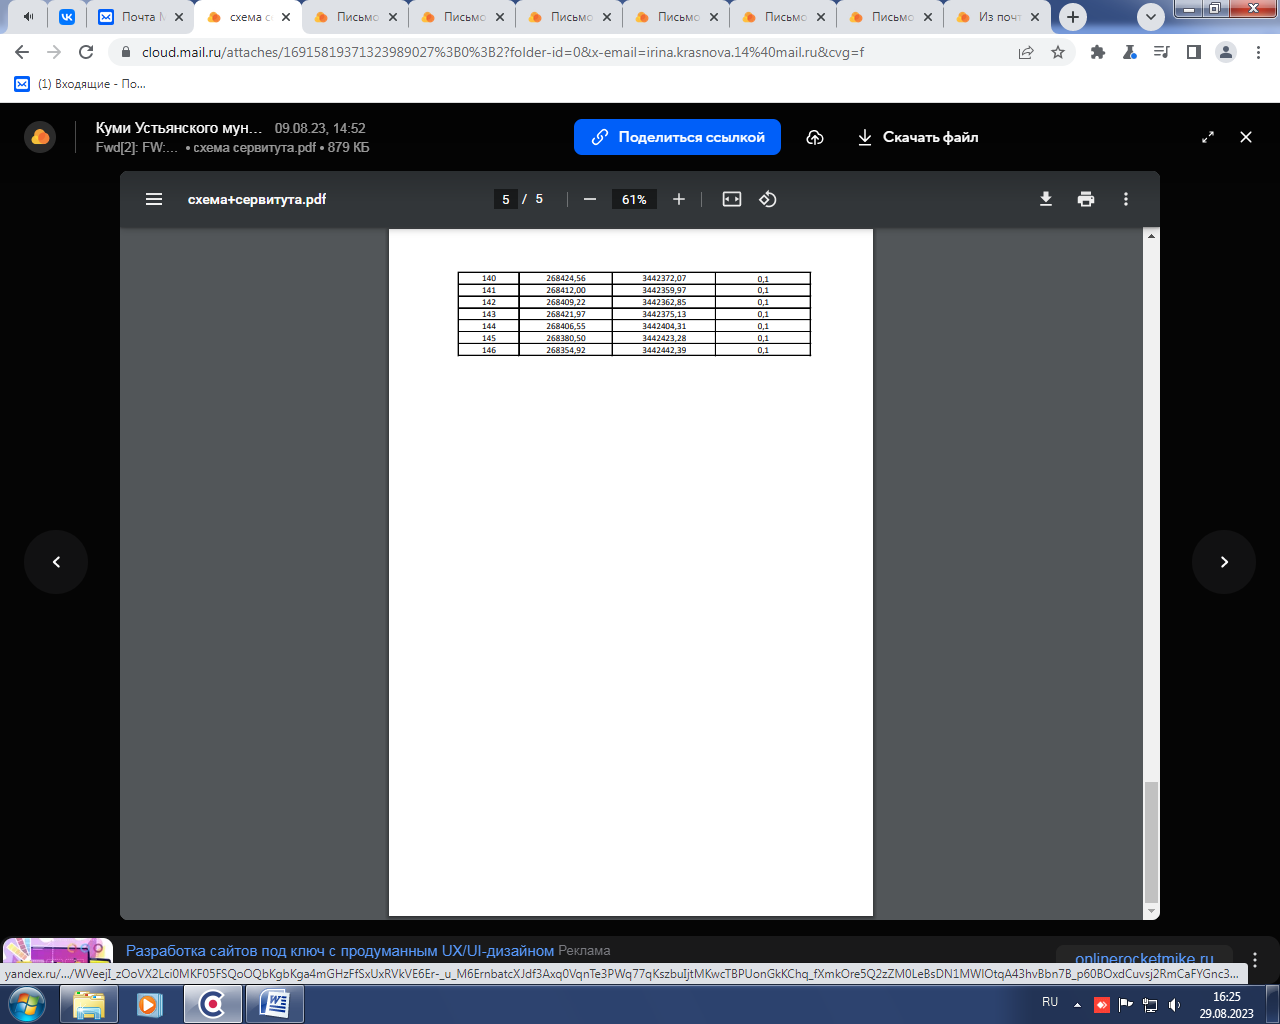 Почта М
схема с
Письмо
Письмо
Письмо
Письмо
Письмо
Письмо
Из почт
cloud.mail.ru/attaches/16915819371323989027%3B0%3B2?folder-id=0&x-email=irina.krasnova.14%40mail.ru&cvg=f
(1) Входящие - По...
Куми Устьянского мун... 09.08.23, 14:52
Fwd[2]: FW:... • схема сервитута.pdf • 879 КБ
Поделиться ссылкой
Скачать файл
схема+сервитута.pdf
5 / 5
61%
140 268424,56 3442372,07 0,1
141 268412,00 3442359,97 0,1
142 268409,22 3442362,85 0,1
143 268421,97 3442375,13 0,1
144 268406,55 3442404,31 0,1
145 268380,50 3442423,28 0,1
146 268354,92 3442442,39 0,1
Разработка сайтов под ключ с продуманным UX/UI-дизайном Реклама
onlinerocketmike.ru
yandex.ru/.../WVeejI_zOoVX2Lci0MKF05FSQoOQbKgbKga4mGHzFfSxUxRVkVE6Er-_u_M6ErnbatcXJdf3Axq0VqnTe3PWq77qKszbuIjtMKwcTBPUonGkKChq_fXmkOre5Q2zZM0LeBsDN1MWlOtqA43hvBbn7B_p60BOxdCuvsj2RmCaFYGnc3...
RU
16:25
29.08.2023